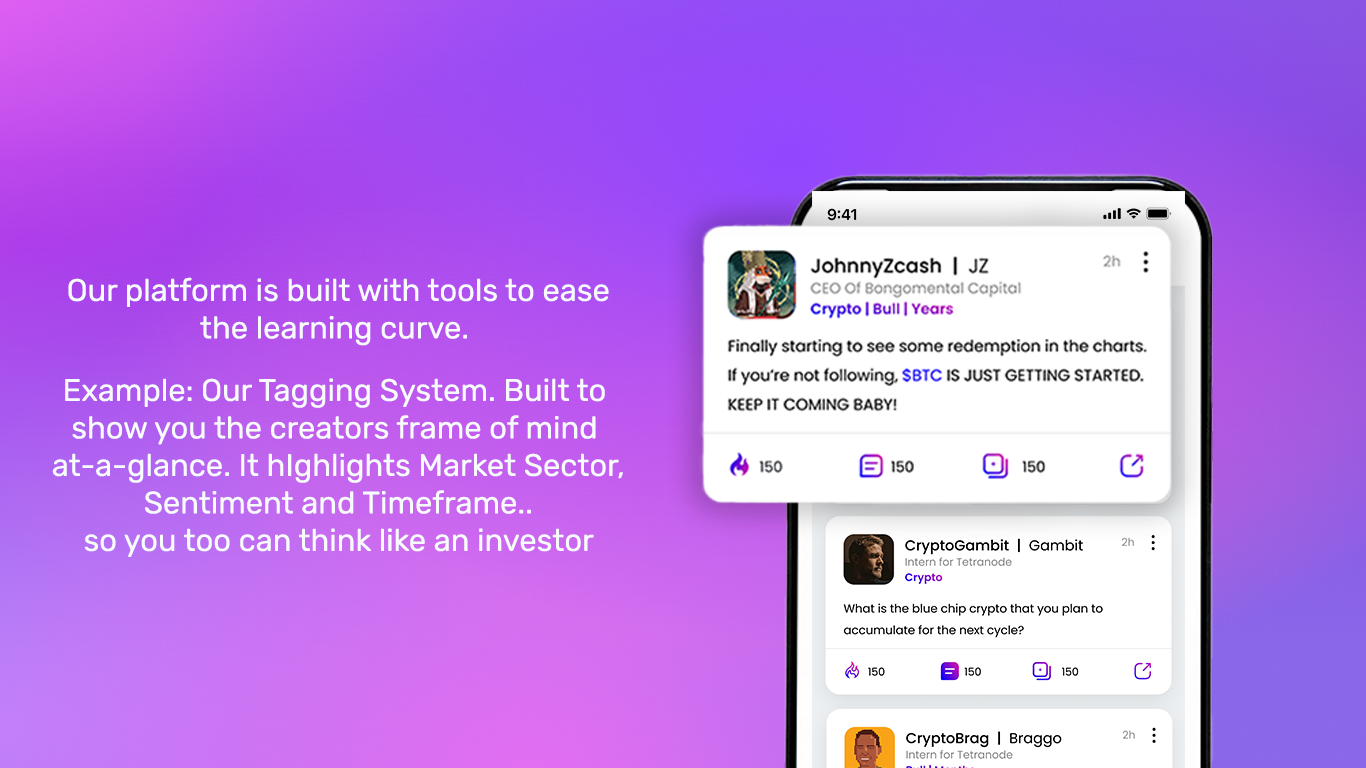 Our platform is built with tools to ease
the learning curve.
Example: Our Tagging System. Built to
show you the creators frame of mind
at-a-glance. It hIghlights Market Sector,
Sentiment and Timeframe..
so you too can think like an investor
9:41
JohnnyZcash | JZ
2h
CEO Of Bongomental Capital
Crypto | Bull | Years
Finally starting to see some redemption in the charts.
If you're not following, $BTC IS JUST GETTING STARTED.
KEEP IT COMING BABY!
150 150 150
CryptoGambit | Gambit
2h
Intern for Tetranode
Crypto
What is the blue chip crypto that you plan to
accumulate for the next cycle?
150 150 150
CryptoBrag | Braggo
2h
Intern for Tetranode
Bull | Months